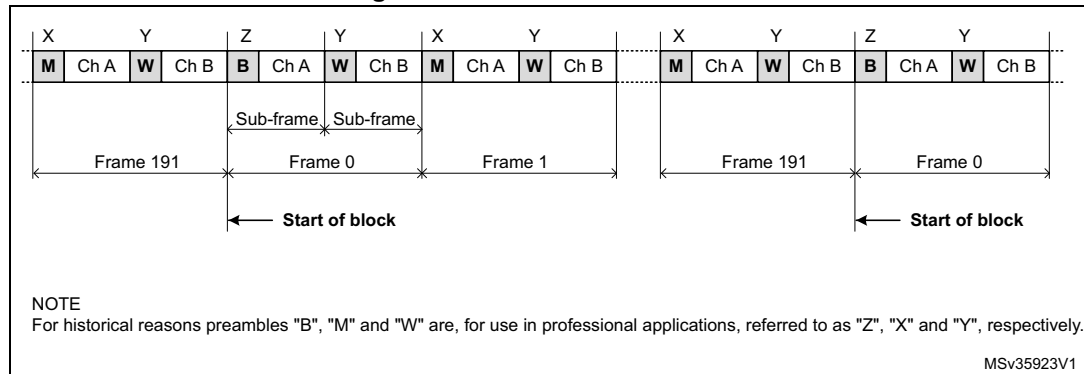 X Y Z Y X Y X Y Z Y
M Ch A W Ch B B Ch A W Ch B M Ch A W Ch B M Ch A W Ch B B Ch A W Ch B
Sub-frame Sub-frame
Frame 191 Frame 0 Frame 1 Frame 191 Frame 0
Start of block Start of block
NOTE
For historical reasons preambles "B", "M" and "W" are, for use in professional applications, referred to as "Z", "X" and "Y", respectively.
MSv35923V1